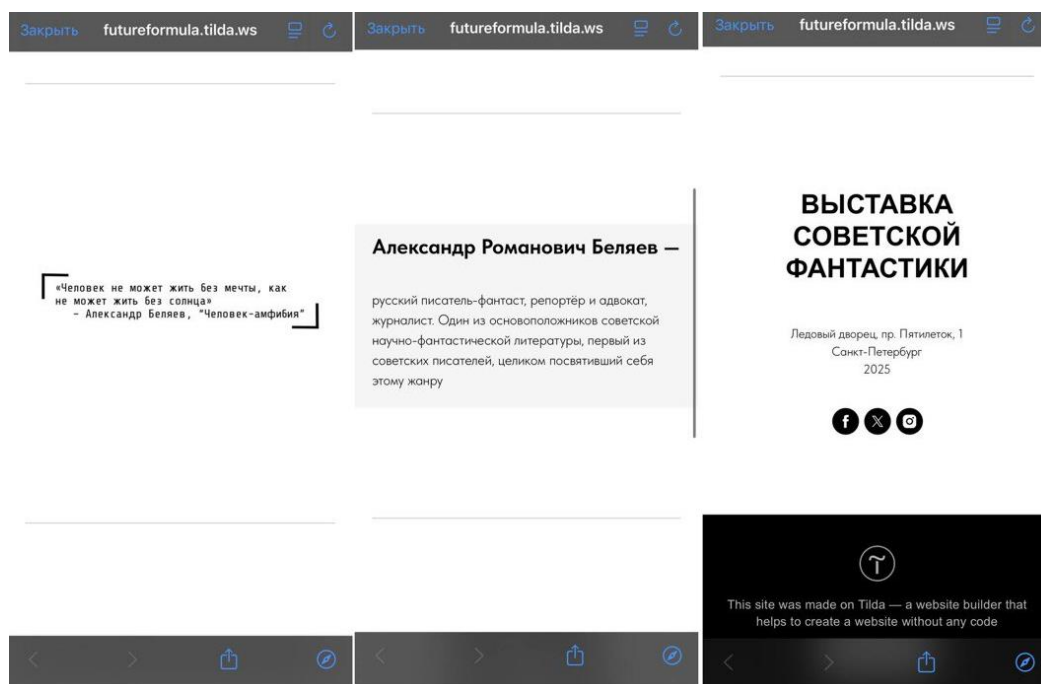 Закрыть futureformula.tilda.ws
«Человек не может жить без мечты, как
не может жить без солнца»
– Александр Беляев, "Человек-амфибия"
Закрыть futureformula.tilda.ws
Александр Романович Беляев —
русский писатель-фантаст, репортёр и адвокат,
журналист. Один из основоположников советской
научно-фантастической литературы, первый из
советских писателей, целиком посвятивший себя
этому жанру
Закрыть futureformula.tilda.ws
ВЫСТАВКА
СОВЕТСКОЙ
ФАНТАСТИКИ
Ледовый дворец, пр. Пятилеток, 1
Санкт-Петербург
2025
This site was made on Tilda — a website builder that
helps to create a website without any code